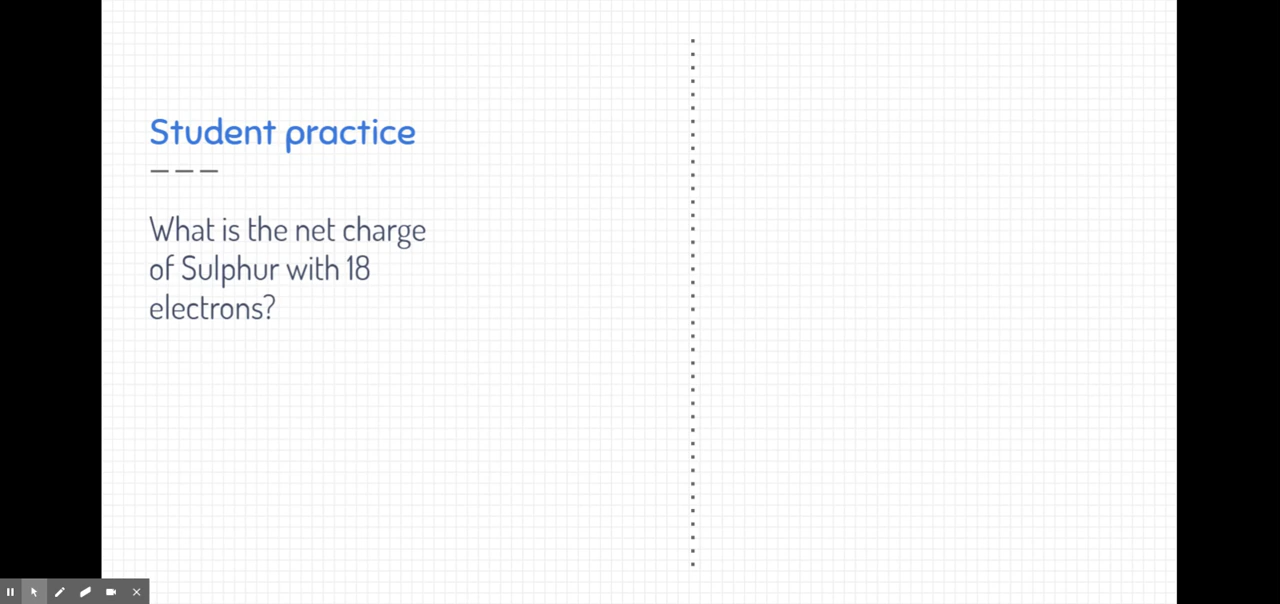 Student practice
What is the net charge
of Sulphur with 18
electrons?